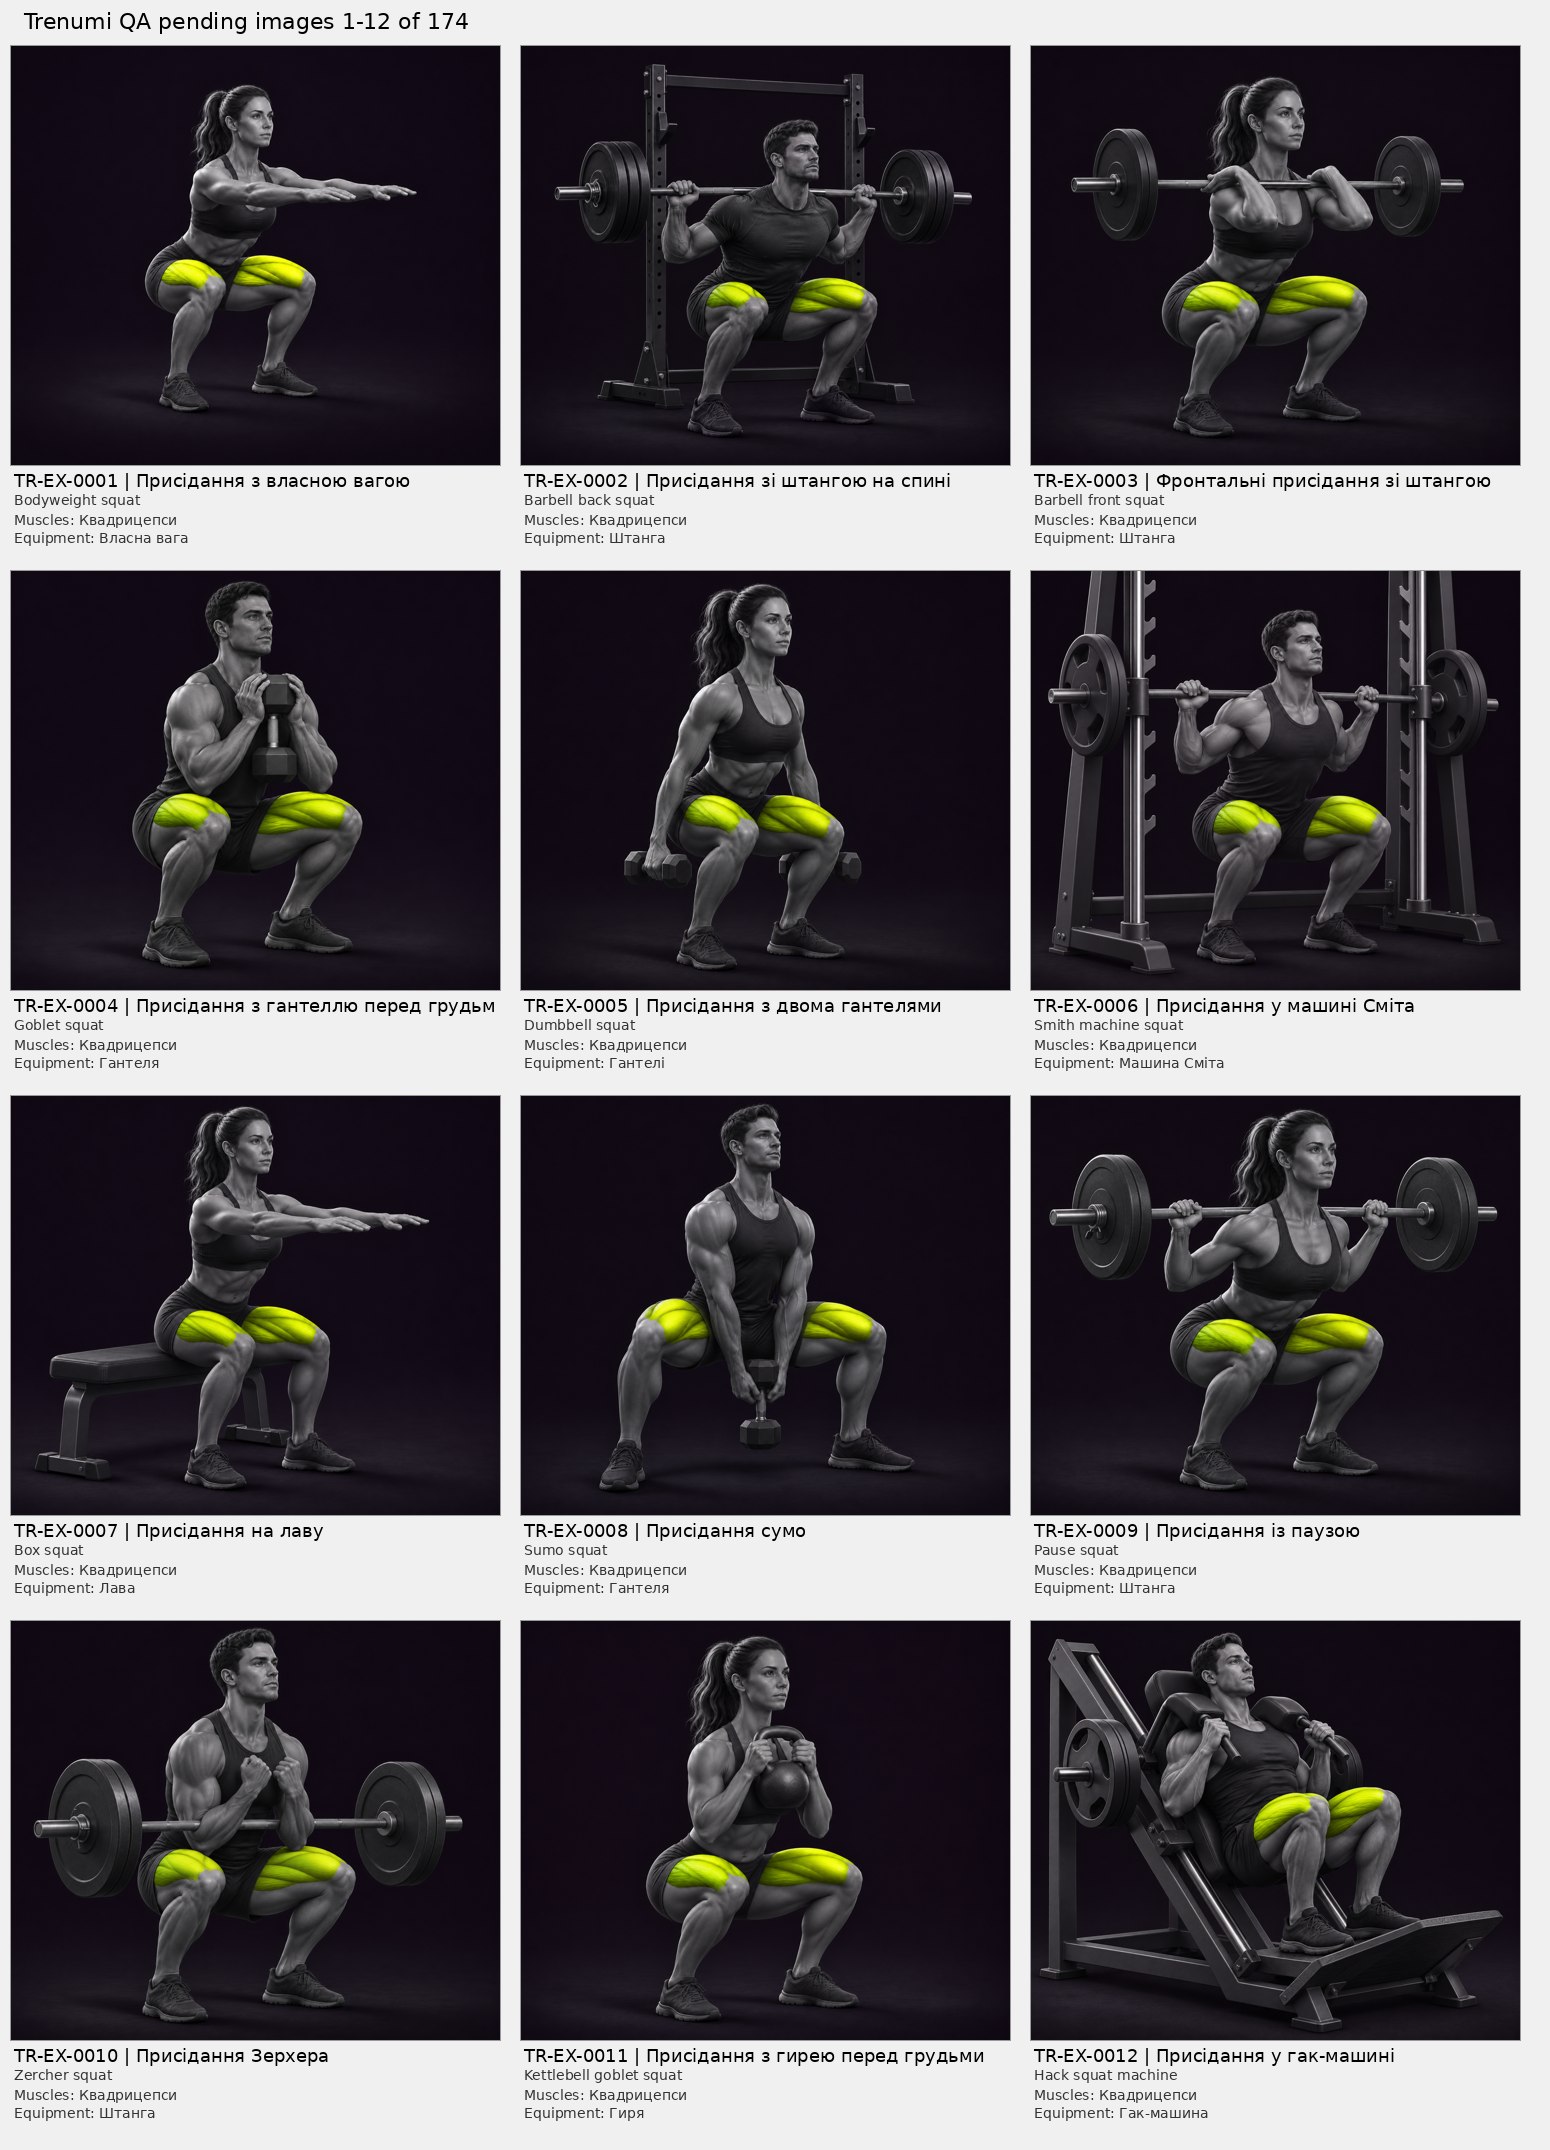 Trenumi QA pending images 1-12 of 174
TR-EX-0001 | Присідання з власною вагою
Bodyweight squat
Muscles: Квадрицепси
Equipment: Власна вага
TR-EX-0002 | Присідання зі штангою на спині
Barbell back squat
Muscles: Квадрицепси
Equipment: Штанга
TR-EX-0003 | Фронтальні присідання зі штангою
Barbell front squat
Muscles: Квадрицепси
Equipment: Штанга
TR-EX-0004 | Присідання з гантеллю перед грудьм
Goblet squat
Muscles: Квадрицепси
Equipment: Гантеля
TR-EX-0005 | Присідання з двома гантелями
Dumbbell squat
Muscles: Квадрицепси
Equipment: Гантелі
TR-EX-0006 | Присідання у машині Сміта
Smith machine squat
Muscles: Квадрицепси
Equipment: Машина Сміта
TR-EX-0007 | Присідання на лаву
Box squat
Muscles: Квадрицепси
Equipment: Лава
TR-EX-0008 | Присідання сумо
Sumo squat
Muscles: Квадрицепси
Equipment: Гантеля
TR-EX-0009 | Присідання із паузою
Pause squat
Muscles: Квадрицепси
Equipment: Штанга
TR-EX-0010 | Присідання Зерхера
Zercher squat
Muscles: Квадрицепси
Equipment: Штанга
TR-EX-0011 | Присідання з гирею перед грудьми
Kettlebell goblet squat
Muscles: Квадрицепси
Equipment: Гиря
TR-EX-0012 | Присідання у гак-машині
Hack squat machine
Muscles: Квадрицепси
Equipment: Гак-машина